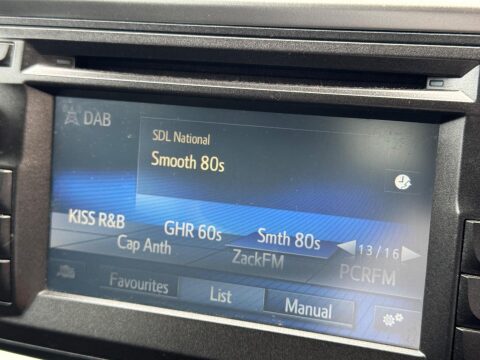 DAB
SDL National
Smooth 80s
KISS R&B GHR 60s Smth 80s 13/16
Cap Anth ZackFM PCRFM
Favourites List Manual